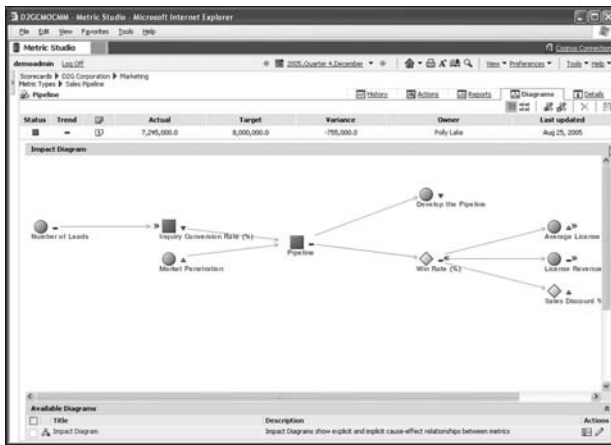 D2GCMOCMM - Metric Studio - Microsoft Internet Explorer
File Edit View Favorites Tools Help
Metric Studio Cognos Connection
demoadmin Log Off 2005,Quarter 4,December View Preferences Tools Help
Scorecards D2G Corporation Marketing
Metric Types Sales Pipeline
Pipeline History Actions Reports Diagrams Details
Status Trend Actual Target Variance Owner Last updated
7,245,000.0 8,000,000.0 -755,000.0 Polly Lake Aug 25, 2005
Impact Diagram
Develop the Pipeline
Number of Leads Inquiry Conversion Rate (%) Average License
Pipeline
Market Penetration Win Rate (%) License Revenue
Sales Discount %
Available Diagrams
Title Description Actions
Impact Diagram Impact Diagrams show explicit and implicit cause-effect relationships between metrics